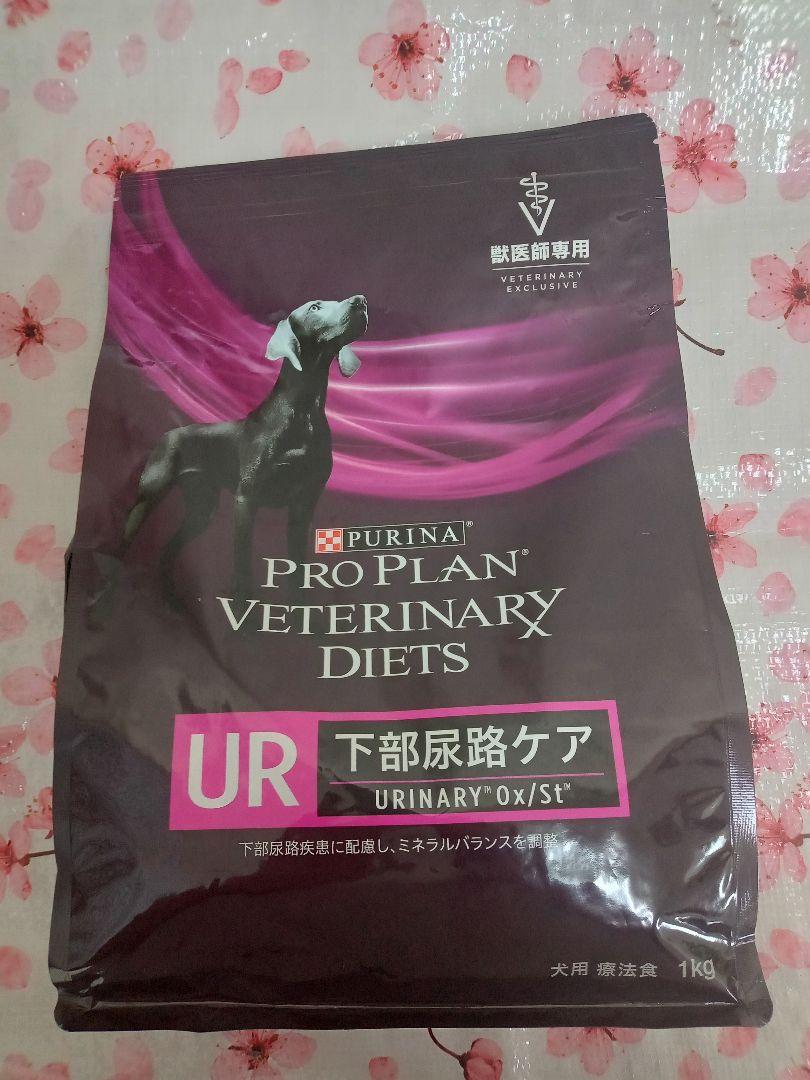 獣医師専用
VETERINARY
EXCLUSIVE
PURINA®
PRO PLAN®
VETERINARY
DIETS
UR
下部尿路ケア
URINARY™ Ox/St™
下部尿路疾患に配慮し、ミネラルバランスを調整
犬用 療法食 1kg